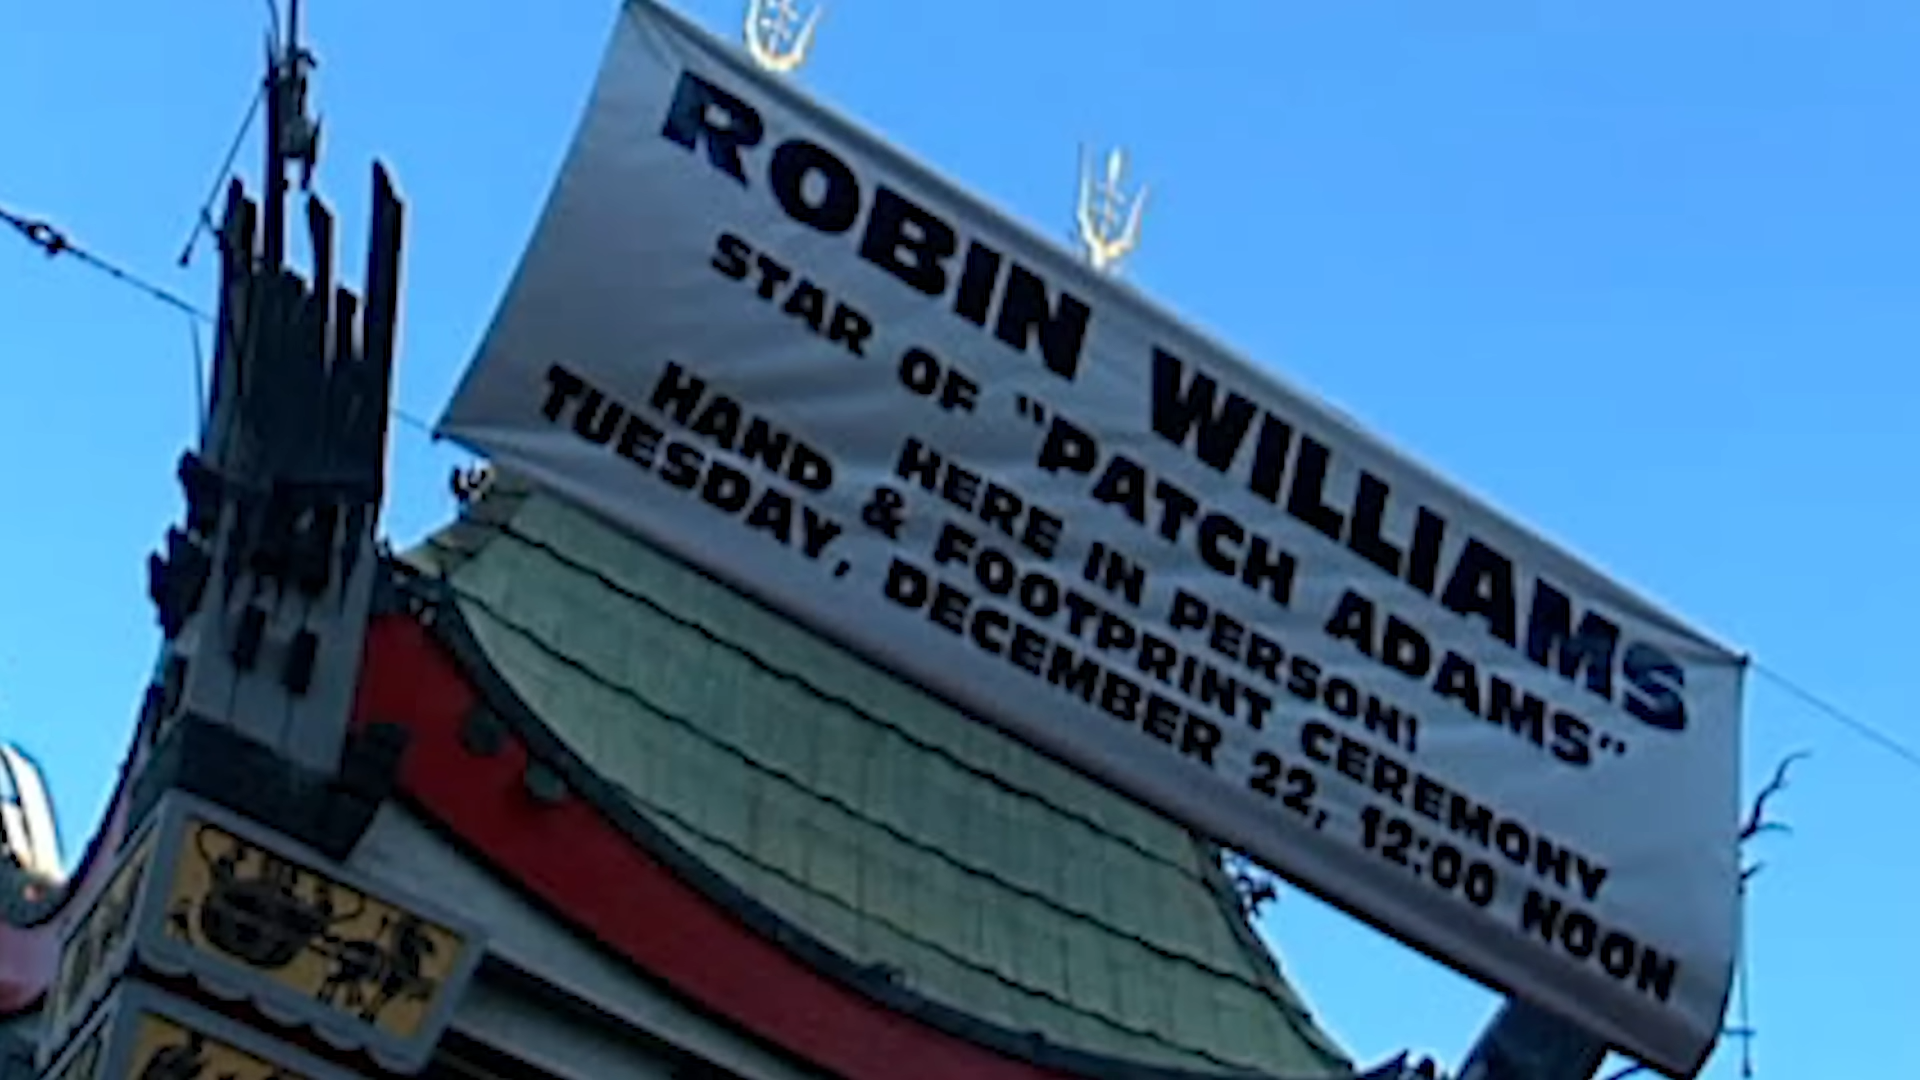 ROBIN WILLIAMS
STAR OF "PATCH ADAMS"
HERE IN PERSON!
HAND & FOOTPRINT CEREMONY
TUESDAY, DECEMBER 22, 12:00 NOON